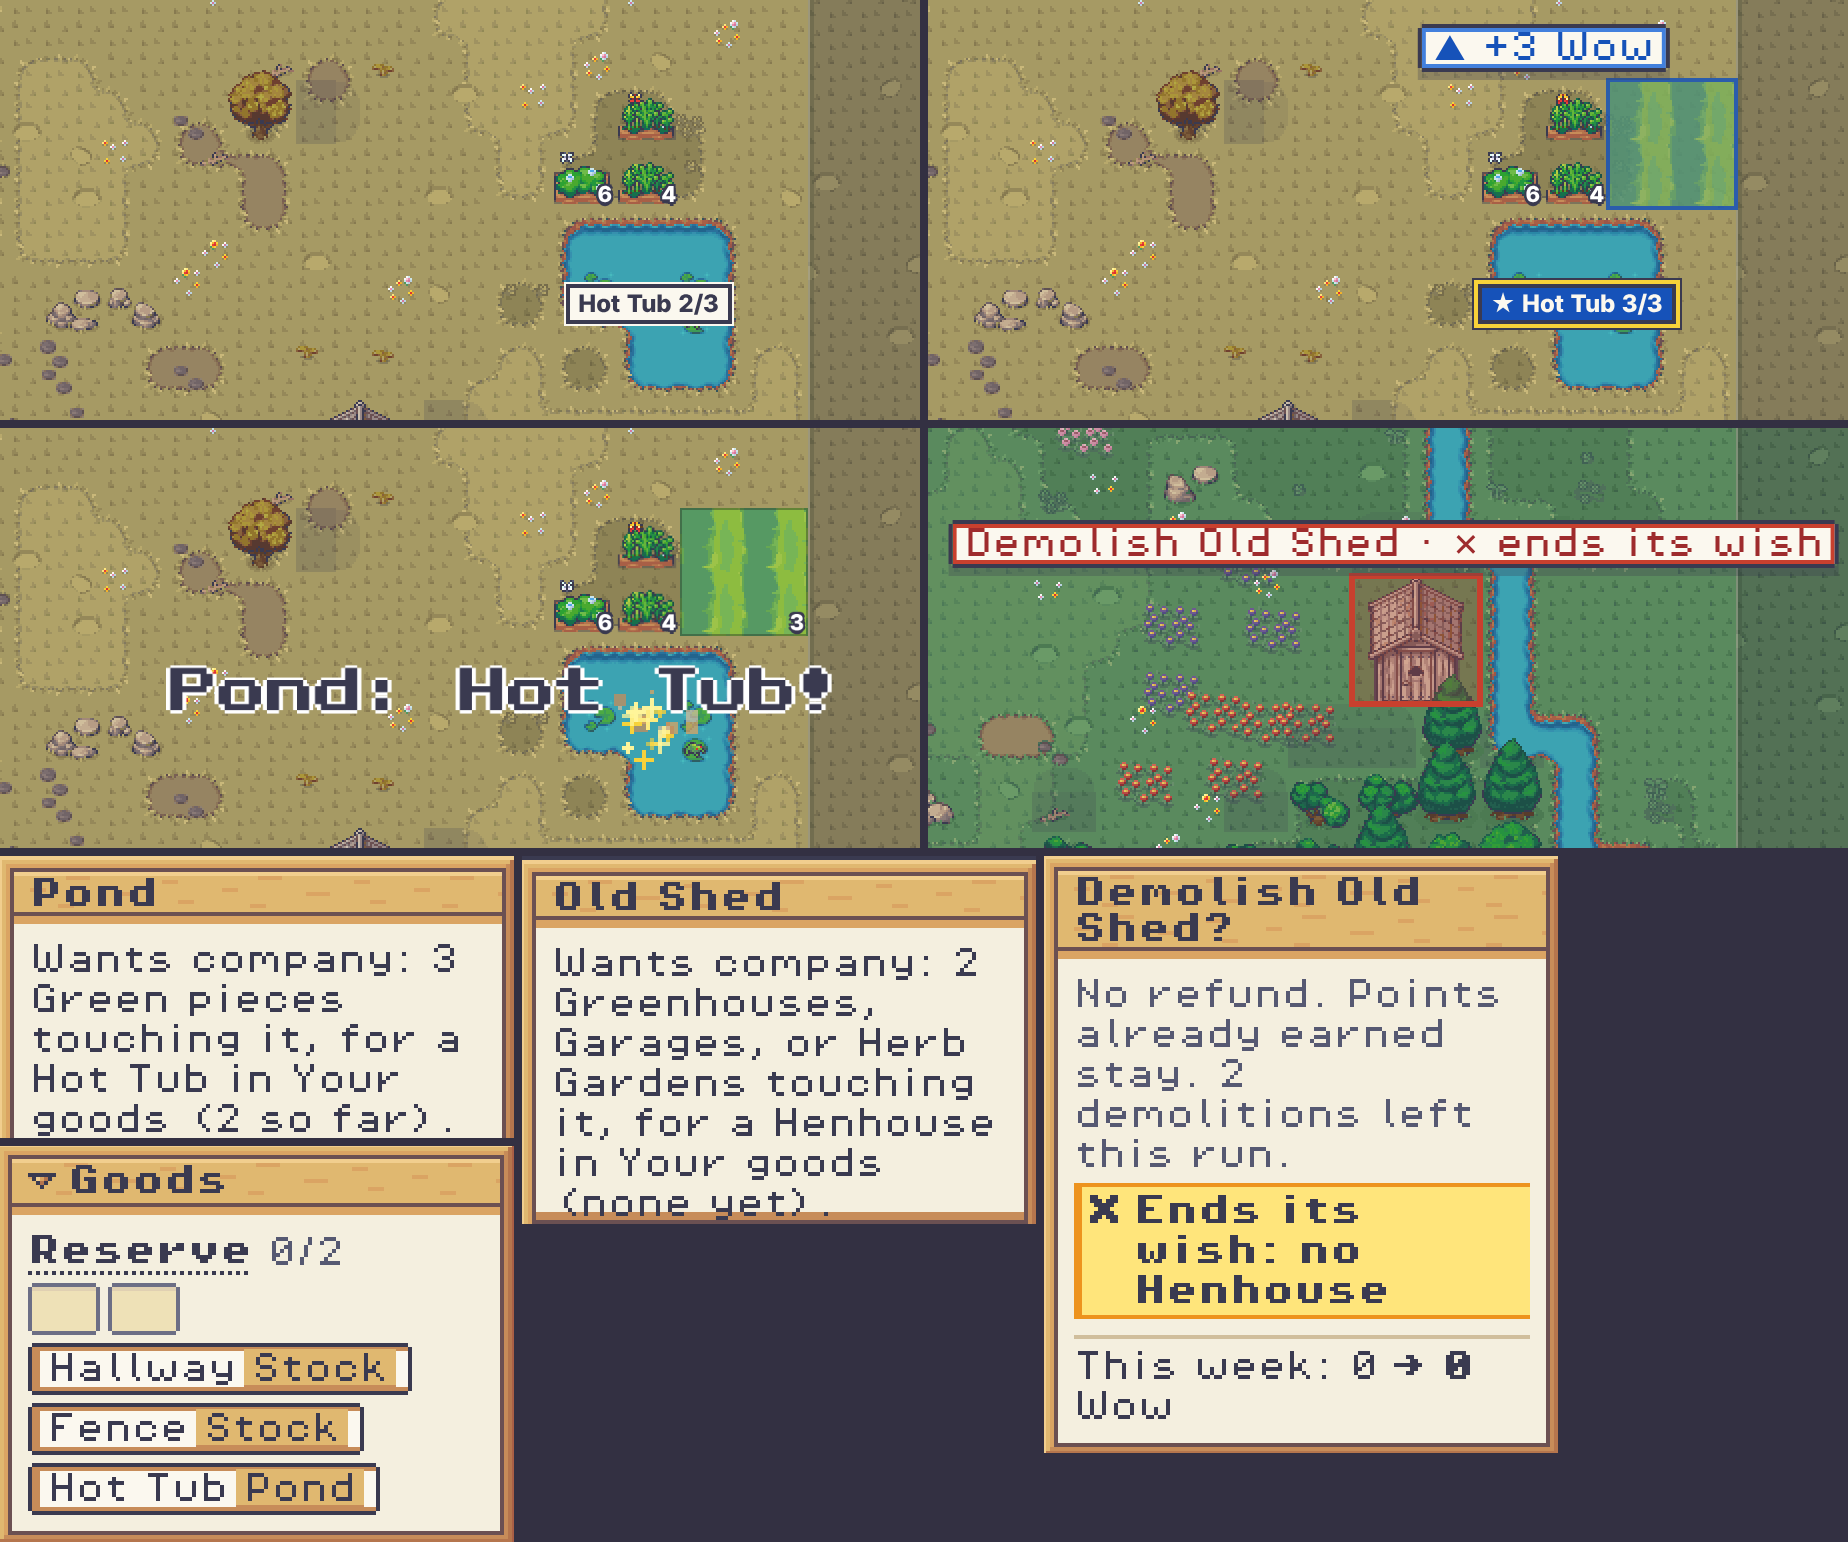 6
4
Hot Tub 2/3
▲ +3 Wow
6
4
★ Hot Tub 3/3
6
4
3
Pond: Hot Tub!
Demolish Old Shed · × ends its wish
Pond
Wants company: 3
Green pieces
touching it, for a
Hot Tub in Your
goods (2 so far).
Goods
Reserve 0/2
Hallway Stock
Fence Stock
Hot Tub Pond
Old Shed
Wants company: 2
Greenhouses,
Garages, or Herb
Gardens touching
it, for a Henhouse
in Your goods
(none yet).
Demolish Old
Shed?
No refund. Points
already earned
stay. 2
demolitions left
this run.
× Ends its
wish: no
Henhouse
This week: 0 → 0
Wow